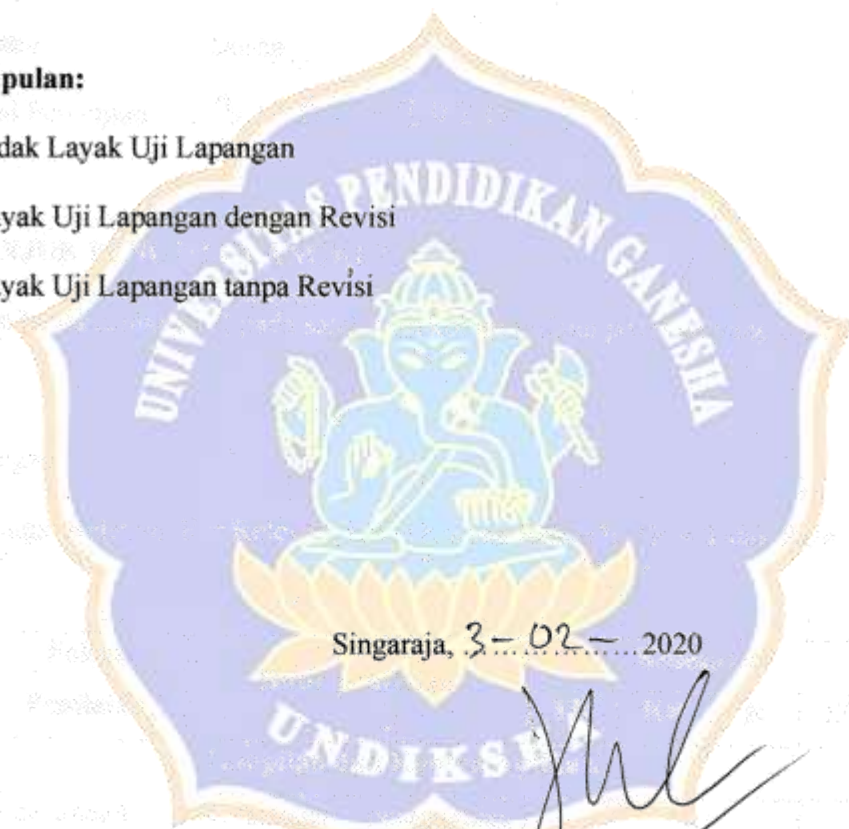 pulan:
dak Layak Uji Lapangan
yak Uji Lapangan dengan Revisi
yak Uji Lapangan tanpa Revisi
UNIVERSITAS PENDIDIKAN GANESHA
Singaraja, 3 - 02 - 2020
UNDIKSHA